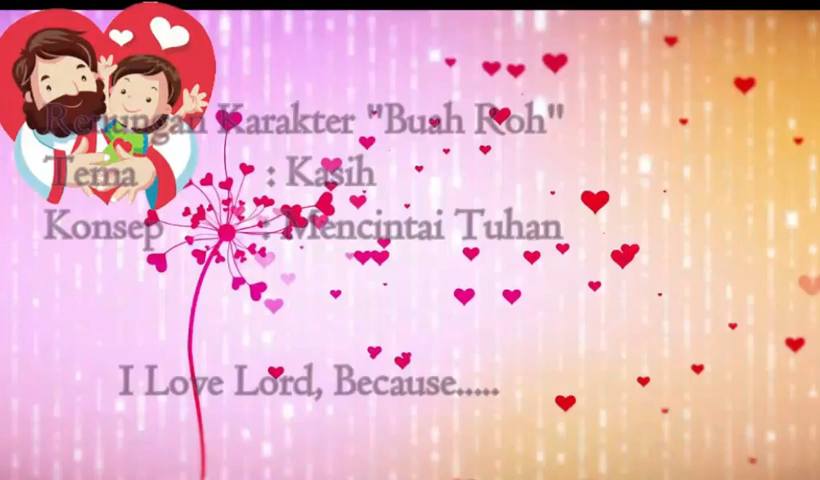 Renungan Karakter "Buah Roh"
Tema : Kasih
Konsep : Mencintai Tuhan
I Love Lord, Because.....